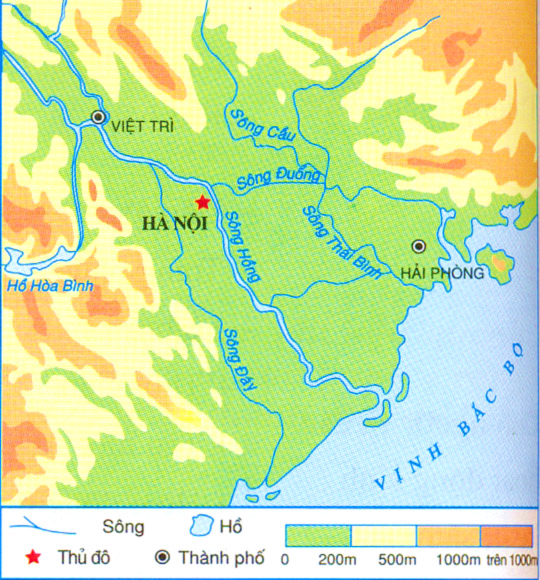 VIỆT TRÌ
Sông Cầu
Sông Đuống
HÀ NỘI
Sông Hồng
Sông Thái Bình
HẢI PHÒNG
Hồ Hòa Bình
Sông Đáy
VỊNH BẮC BỘ
Sông
Hồ
Thủ đô
Thành phố
0 200m 500m 1000m trên 1000m